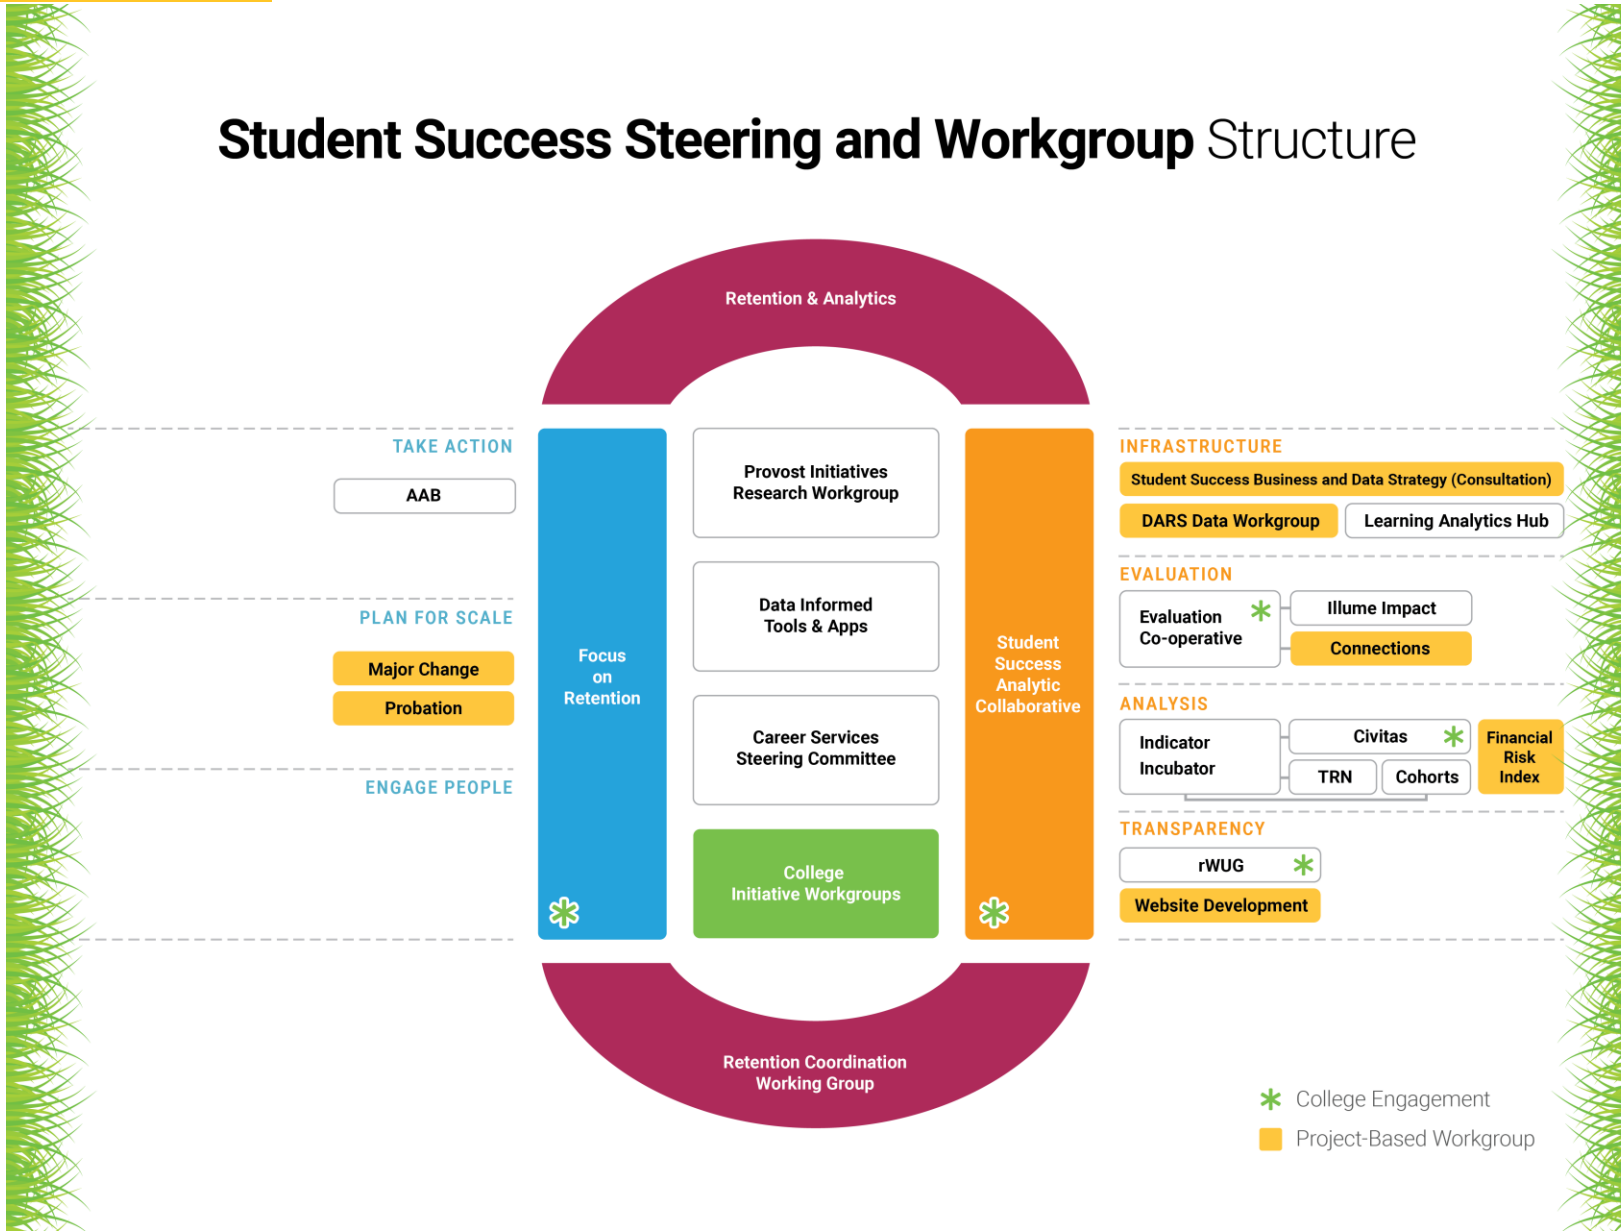 Student Success Steering and Workgroup Structure
Retention & Analytics
TAKE ACTION
AAB
PLAN FOR SCALE
Major Change
Probation
ENGAGE PEOPLE
Focus
on
Retention
Provost Initiatives
Research Workgroup
Data Informed
Tools & Apps
Career Services
Steering Committee
College
Initiative Workgroups
Student
Success
Analytic
Collaborative
INFRASTRUCTURE
Student Success Business and Data Strategy (Consultation)
DARS Data Workgroup
Learning Analytics Hub
EVALUATION
Evaluation
Co-operative
Illume Impact
Connections
ANALYSIS
Indicator
Incubator
Civitas
TRN
Cohorts
Financial
Risk
Index
TRANSPARENCY
rWUG
Website Development
Retention Coordination
Working Group
College Engagement
Project-Based Workgroup